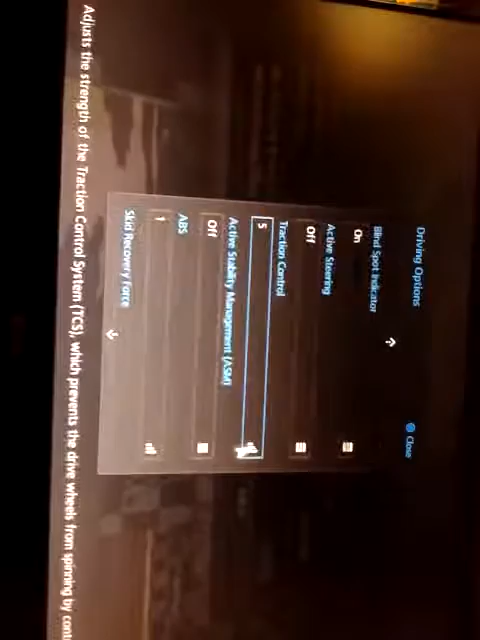 Driving Options
Close
Blind Spot Indicator
On
Active Steering
Off
Traction Control
5
Active Stability Management (ASM)
Off
ABS
1
Skid Recovery Force
Adjusts the strength of the Traction Control System (TCS), which prevents the drive wheels from spinning by cont